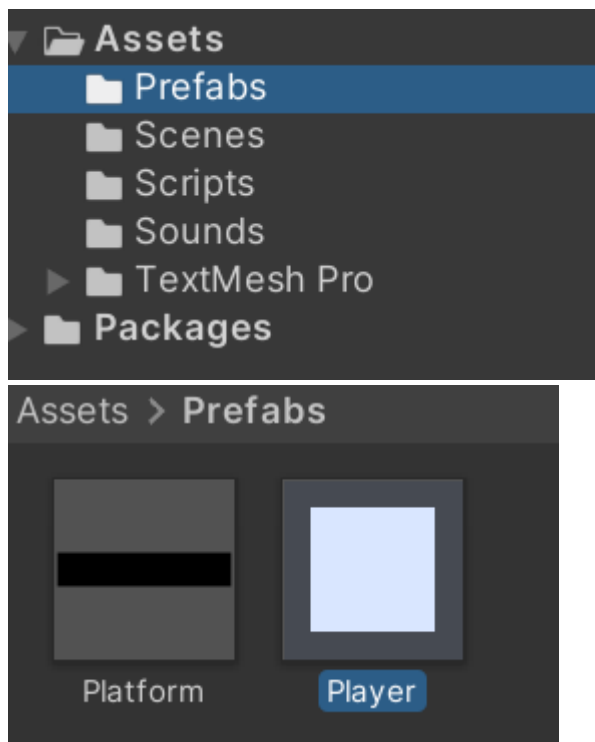 Assets
Prefabs
Scenes
Scripts
Sounds
TextMesh Pro
Packages
Assets > Prefabs
Platform
Player